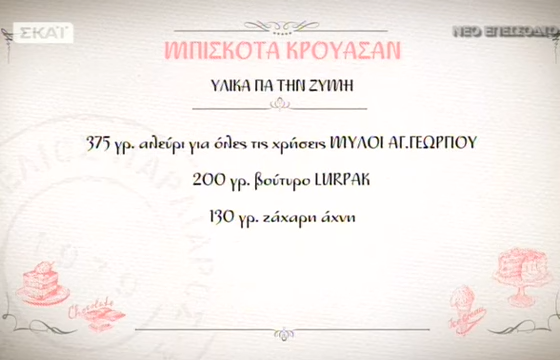 ΣΚΑΪ
ΝΕΟ ΕΠΕΙΣΟΔΙΟ
ΜΠΙΣΚΟΤΑ ΚΡΟΥΑΣΑΝ
ΥΛΙΚΑ ΓΙΑ ΤΗΝ ΖΥΜΗ
375 γρ. αλεύρι για όλες τις χρήσεις ΜΥΛΟΙ ΑΓ.ΓΕΩΡΓΙΟΥ
200 γρ. βούτυρο LURPAK
130 γρ. ζάχαρη άχνη
Chocolate